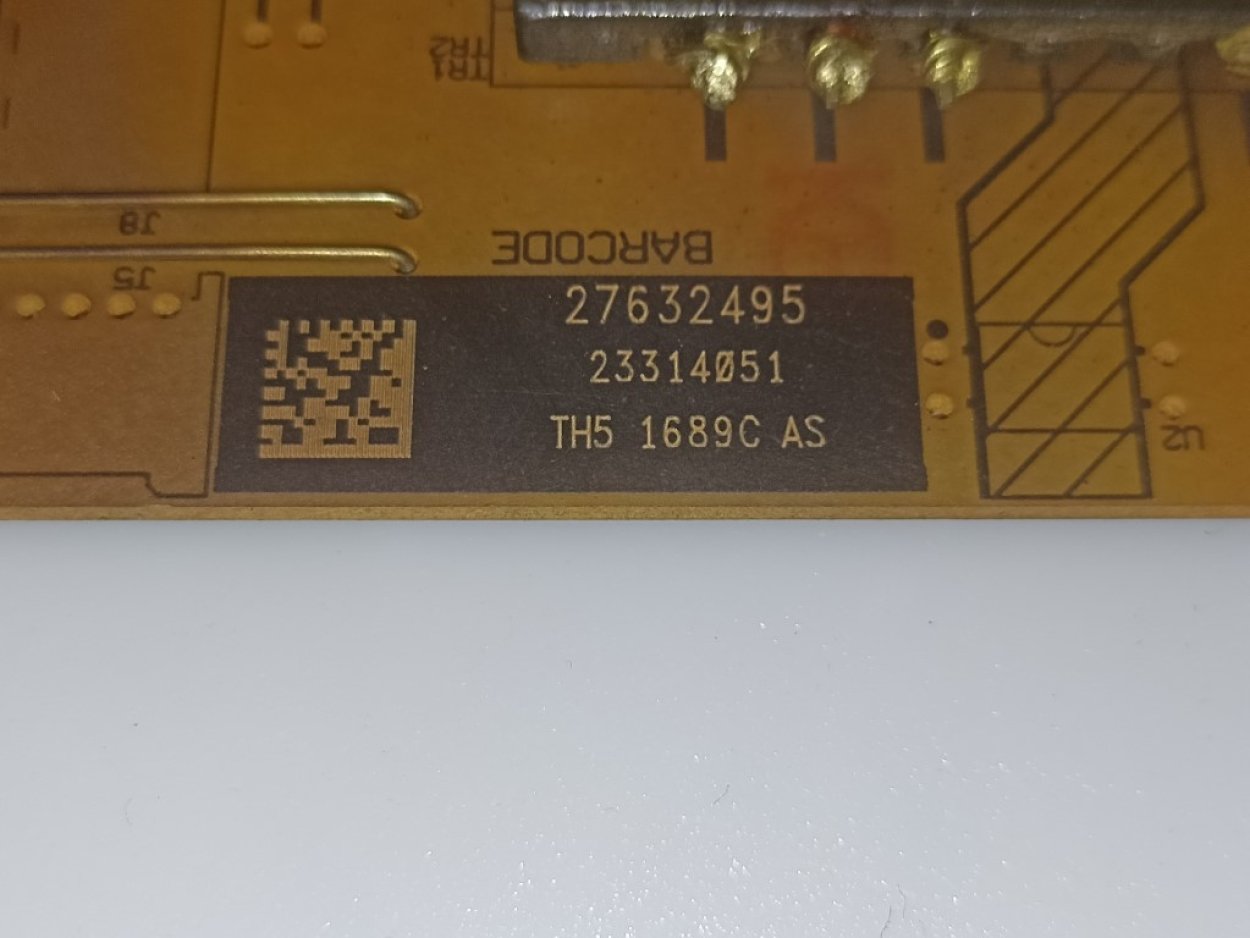 TR2
TR1
J8
BARCODE
J5
27632495
23314051
TH5 1689C AS
U2